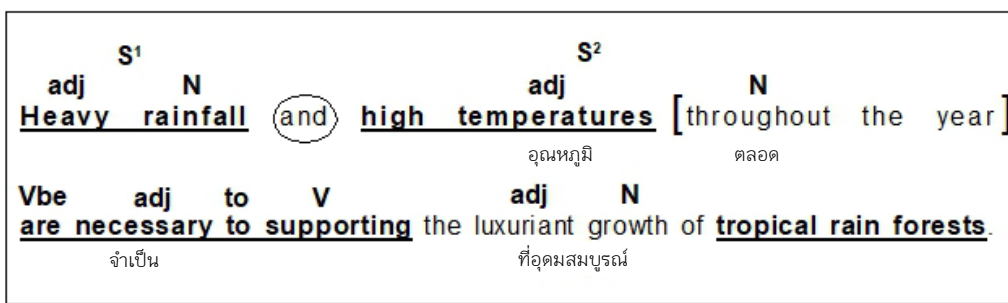 S¹ S²
adj N adj N
Heavy rainfall and high temperatures [throughout the year]
อุณหภูมิ ตลอด
Vbe adj to V adj N
are necessary to supporting the luxuriant growth of tropical rain forests.
จำเป็น ที่อุดมสมบูรณ์